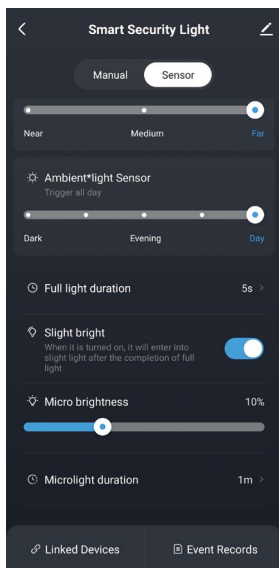 Smart Security Light
Manual Sensor
Near Medium Far
Ambient*light Sensor
Trigger all day
Dark Evening Day
Full light duration 5s
Slight bright
When it is turned on, it will enter into
slight light after the completion of full
light
Micro brightness 10%
Microlight duration 1m
Linked Devices Event Records